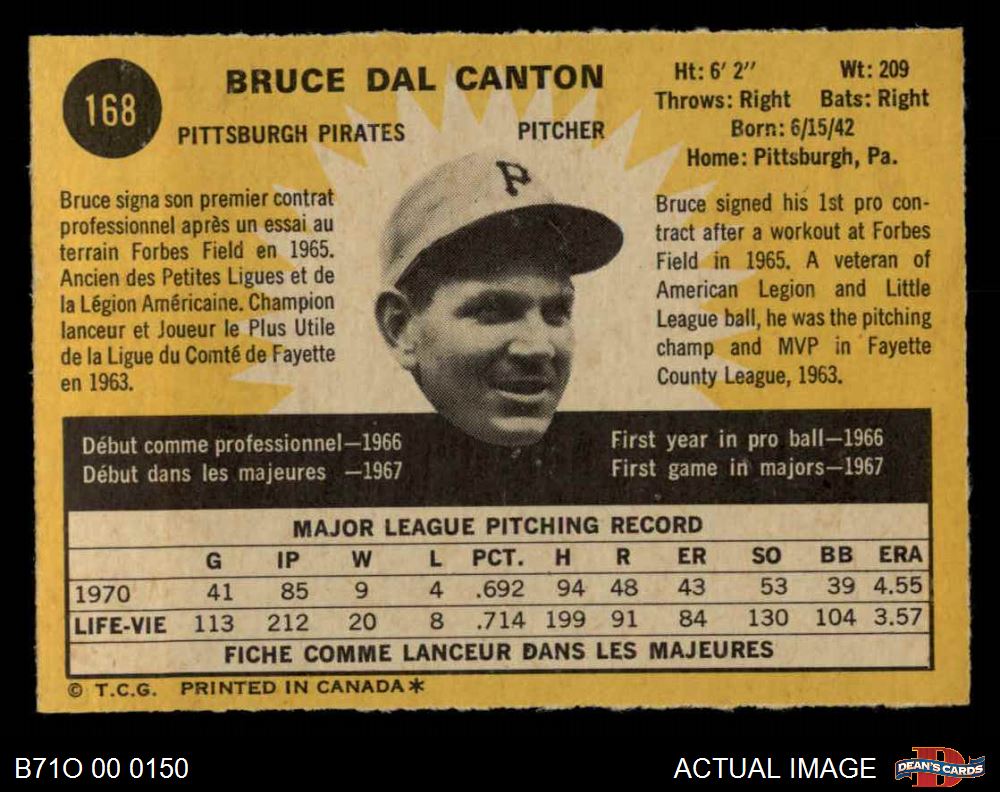 168
BRUCE DAL CANTON
PITTSBURGH PIRATES PITCHER
Ht: 6' 2" Wt: 209
Throws: Right Bats: Right
Born: 6/15/42
Home: Pittsburgh, Pa.
P
Bruce signa son premier contrat
professionnel après un essai au
terrain Forbes Field en 1965.
Ancien des Petites Ligues et de
la Légion Américaine. Champion
lanceur et Joueur le Plus Utile
de la Ligue du Comté de Fayette
en 1963.
Bruce signed his 1st pro con-
tract after a workout at Forbes
Field in 1965. A veteran of
American Legion and Little
League ball, he was the pitching
champ and MVP in Fayette
County League, 1963.
Début comme professionnel—1966
Début dans les majeures —1967
First year in pro ball—1966
First game in majors—1967
MAJOR LEAGUE PITCHING RECORD
G IP W L PCT. H R ER SO BB ERA
1970 41 85 9 4 .692 94 48 43 53 39 4.55
LIFE-VIE 113 212 20 8 .714 199 91 84 130 104 3.57
FICHE COMME LANCEUR DANS LES MAJEURES
© T.C.G. PRINTED IN CANADA*
B71O 00 0150
ACTUAL IMAGE
D
DEAN'S CARDS